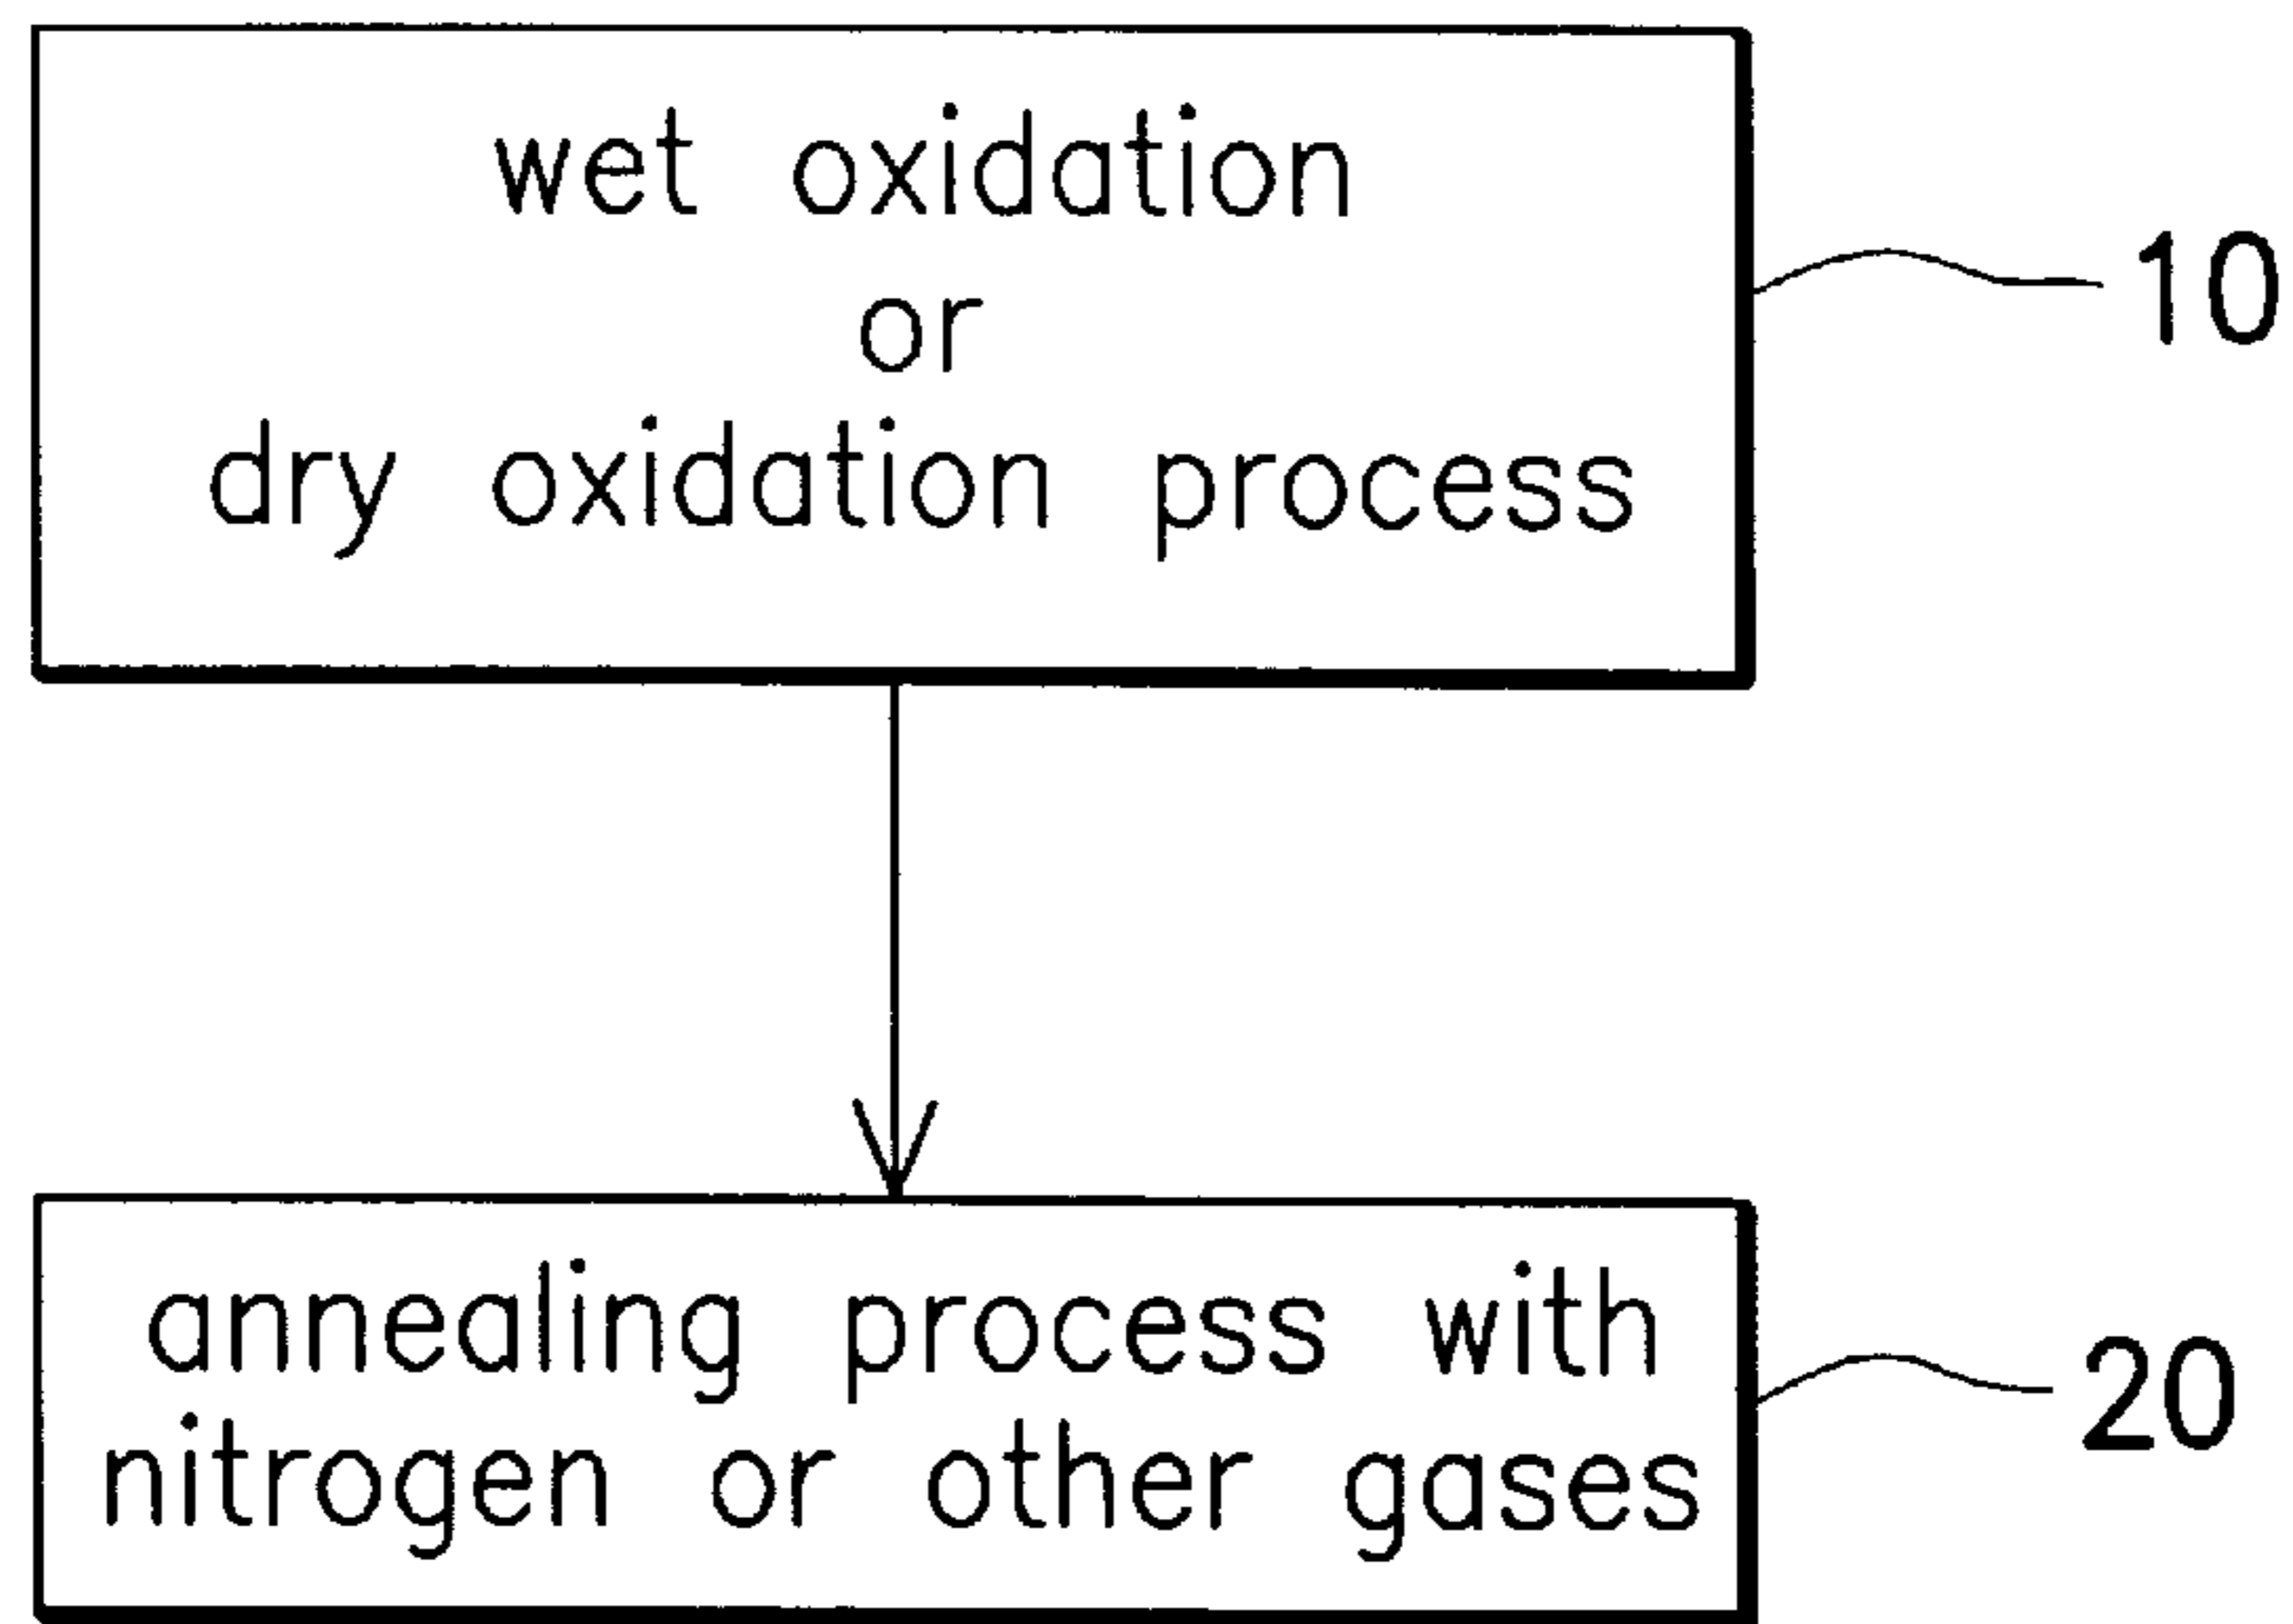 wet oxidation
or
dry oxidation process
10
annealing process with
nitrogen or other gases
20